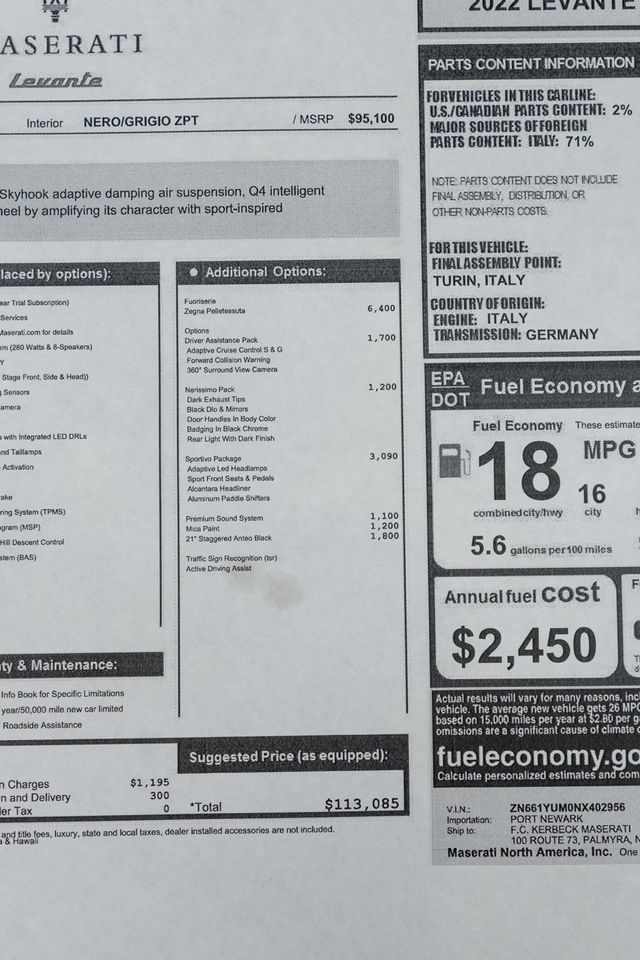 2022 LEVANTE
ASERATI
Levante
Interior NERO/GRIGIO ZPT / MSRP $95,100
Skyhook adaptive damping air suspension, Q4 intelligent
heel by amplifying its character with sport-inspired
laced by options):
ear Trial Subscription)
Services
Maserati.com for details
em (280 Watts & 8-Speakers)
Y
Stage Front, Side & Head))
g Sensors
amera
s with Integrated LED DRLs
nd Taillamps
Activation
rake
ring System (TPMS)
gram (MSP)
Hill Descent Control
stem (BAS)
ty & Maintenance:
Info Book for Specific Limitations
year/50,000 mile new car limited
Roadside Assistance
● Additional Options:
Fuoriserie
Zegna Pelletessuta 6,400
Options
Driver Assistance Pack 1,700
Adaptive Cruise Control S & G
Forward Collision Warning
360° Surround View Camera
Nerissimo Pack 1,200
Dark Exhaust Tips
Black Dlo & Mirrors
Door Handles In Body Color
Badging In Black Chrome
Rear Light With Dark Finish
Sportivo Package 3,090
Adaptive Led Headlamps
Sport Front Seats & Pedals
Alcantara Headliner
Aluminum Paddle Shifters
Premium Sound System 1,100
Mica Paint 1,200
21" Staggered Anteo Black 1,800
Traffic Sign Recognition (tsr)
Active Driving Assist
Suggested Price (as equipped):
n Charges $1,195
n and Delivery 300
ler Tax 0
*Total $113,085
and title fees, luxury, state and local taxes, dealer installed accessories are not included.
a & Hawaii
PARTS CONTENT INFORMATION
FOR VEHICLES IN THIS CARLINE:
U.S./CANADIAN PARTS CONTENT: 2%
MAJOR SOURCES OF FOREIGN
PARTS CONTENT: ITALY: 71%
NOTE: PARTS CONTENT DOES NOT INCLUDE
FINAL ASSEMBLY, DISTRIBUTION, OR
OTHER NON-PARTS COSTS.
FOR THIS VEHICLE:
FINAL ASSEMBLY POINT:
TURIN, ITALY
COUNTRY OF ORIGIN:
ENGINE: ITALY
TRANSMISSION: GERMANY
EPA
DOT Fuel Economy a
Fuel Economy These estimate
18 MPG
16
combined city/hwy city h
5.6 gallons per 100 miles
Annual fuel cost
$2,450
Actual results will vary for many reasons, inc
vehicle. The average new vehicle gets 26 MPG
based on 15,000 miles per year at $2.80 per g
omissions are a significant cause of climate c
fueleconomy.go
Calculate personalized estimates and com
V.I.N.: ZN661YUM0NX402956
Importation: PORT NEWARK
Ship to: F.C. KERBECK MASERATI
100 ROUTE 73, PALMYRA, N
Maserati North America, Inc. One